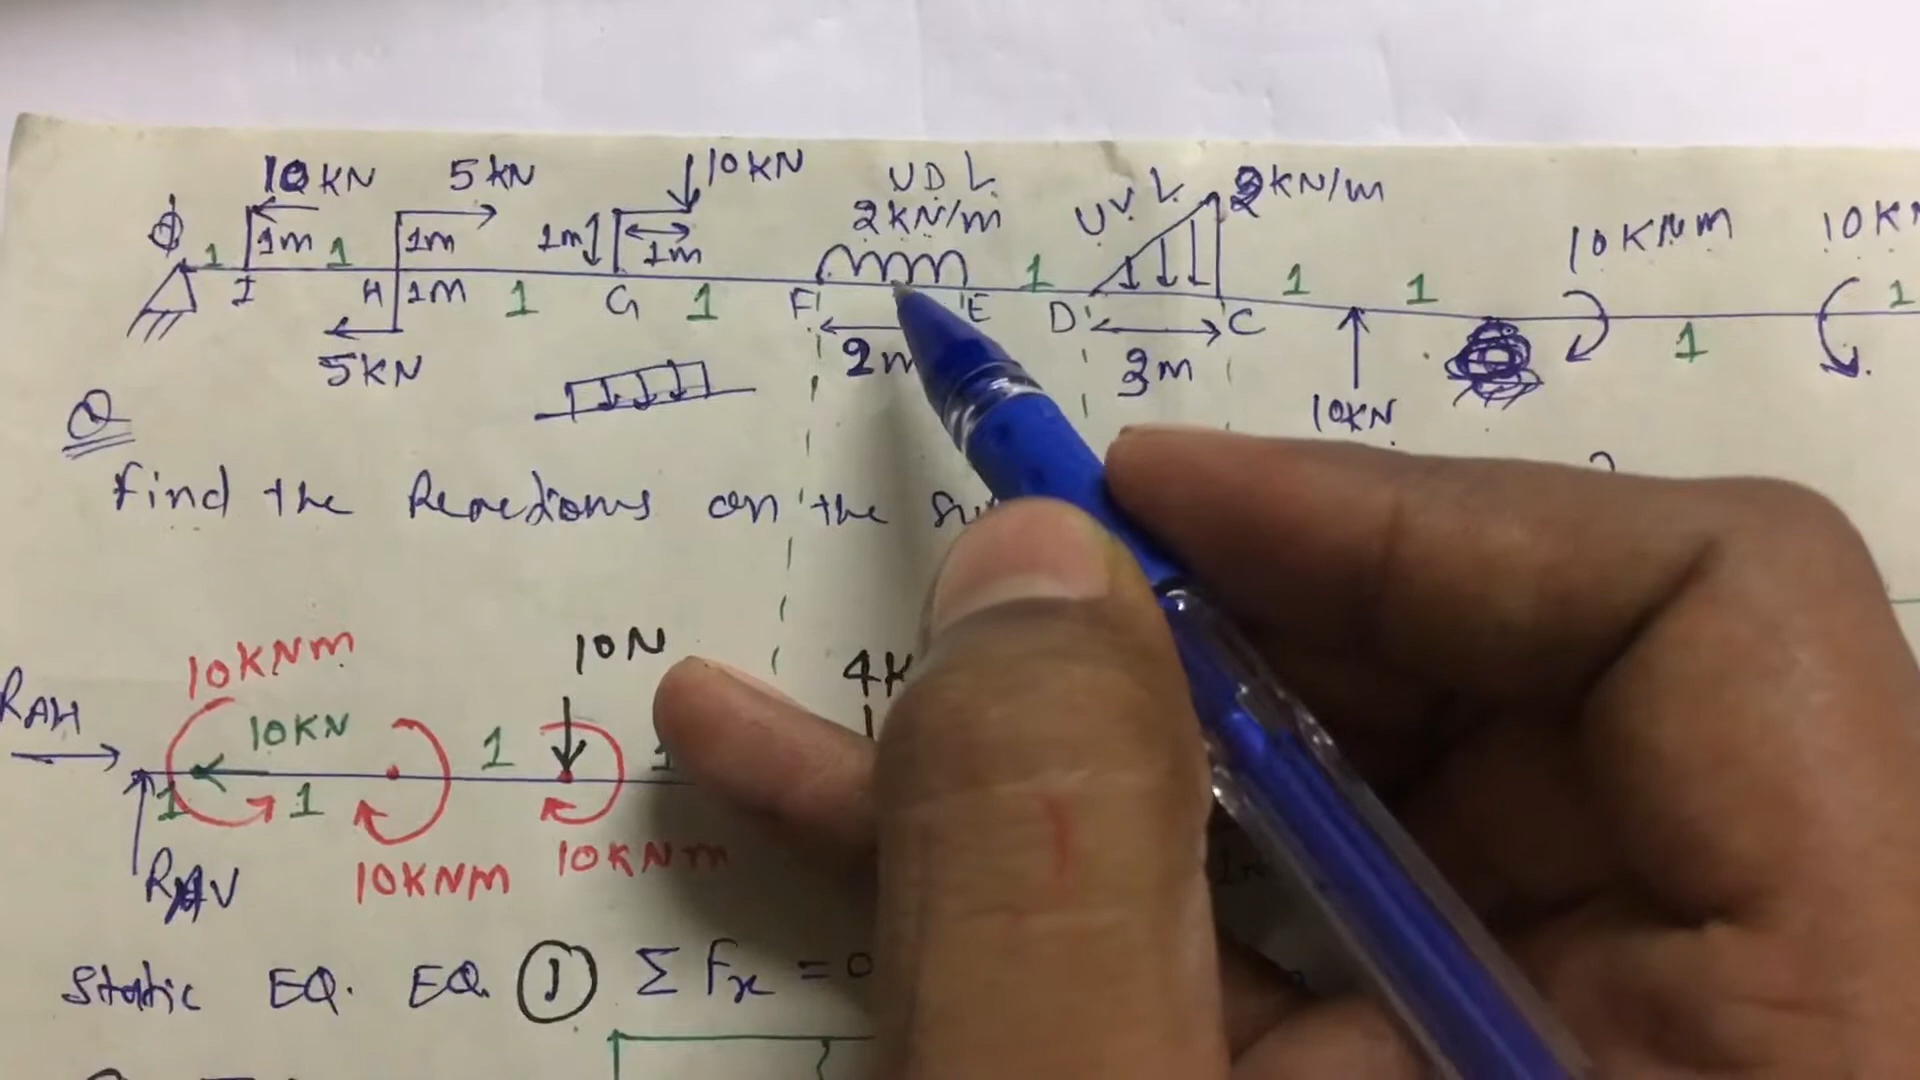 10KN 5KN 10KN UDL UVL 2KN/m 10KNM
1 1m 1 1m 1m 1m 2KN/m 1 1 1 1
I H 1m 1 G 1 F E D C 1
5KN 2m 3m 10KN
Q
Find the Reactions on the
10KNm 10N
RAH 10KN 1
1 1
RAV 10KNM 10KNm
Static EQ. EQ. 1 Σ Fx = 0